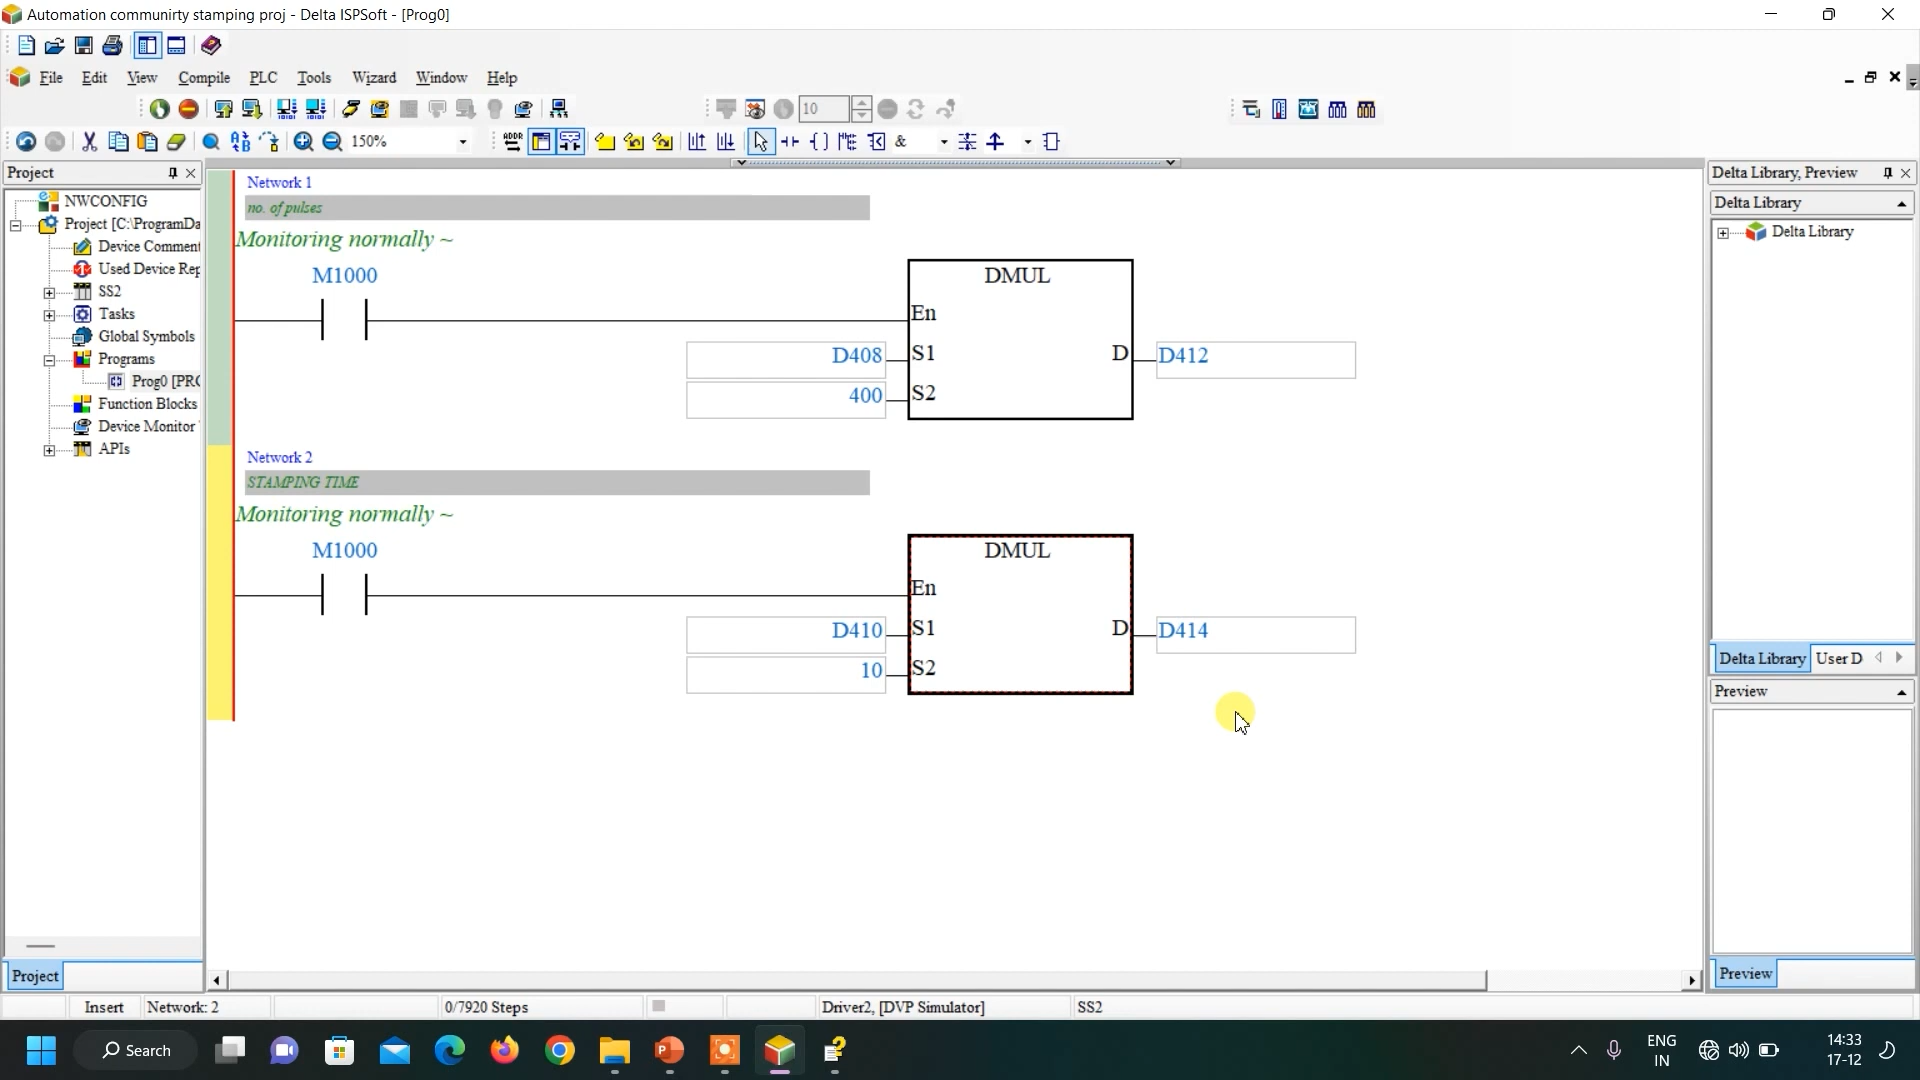 Automation communirty stamping proj - Delta ISPSoft - [Prog0]
File Edit View Compile PLC Tools Wizard Window Help
10
150%
ADDR
&
Project
NWCONFIG
Project [C:\ProgramDa
Device Comment
Used Device Rep
SS2
Tasks
Global Symbols
Programs
Prog0 [PRG
Function Blocks
Device Monitor
APIs
Project
Network 1
no. of pulses
Monitoring normally ~
M1000
DMUL
En
D408 S1 D D412
400 S2
Network 2
STAMPING TIME
Monitoring normally ~
M1000
DMUL
En
D410 S1 D D414
10 S2
Delta Library, Preview
Delta Library
Delta Library
Delta Library User D
Preview
Preview
Insert Network: 2 0/7920 Steps Driver2, [DVP Simulator] SS2
Search
ENG
IN
14:33
17-12